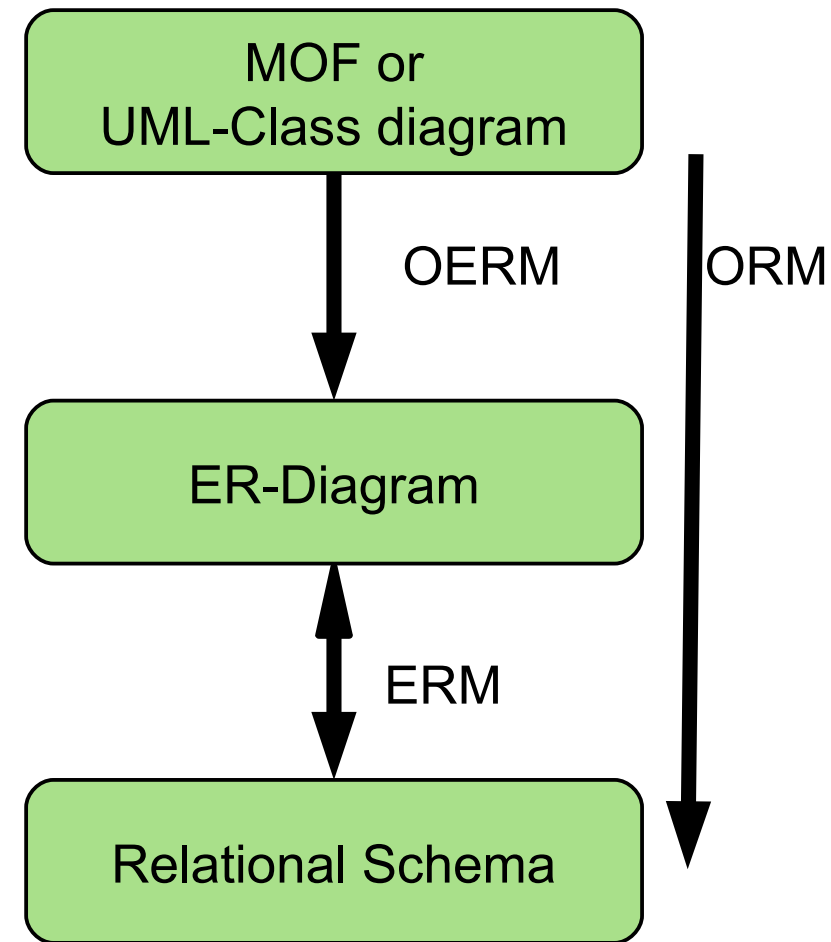 MOF or
UML-Class diagram
OERM
ORM
ER-Diagram
ERM
Relational Schema